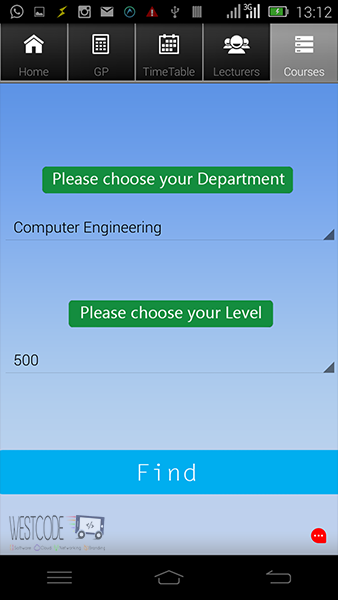 3G
13:12
Home
GP
TimeTable
Lecturers
Courses
Please choose your Department
Computer Engineering
Please choose your Level
500
Find
WESTCODE